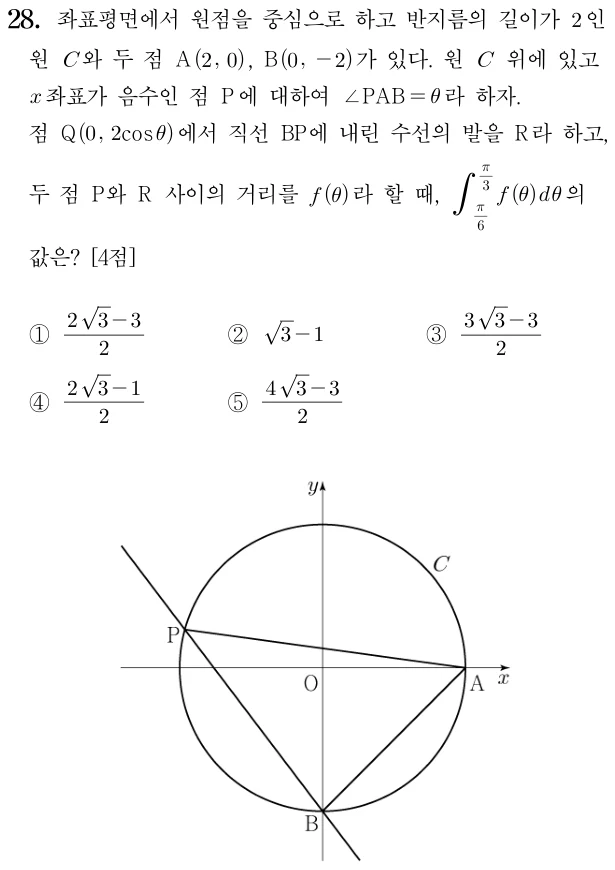 28. 좌표평면에서 원점을 중심으로 하고 반지름의 길이가 2인
원 C와 두 점 A(2, 0), B(0, −2)가 있다. 원 C 위에 있고
x좌표가 음수인 점 P에 대하여 ∠PAB=θ라 하자.
점 Q(0, 2cosθ)에서 직선 BP에 내린 수선의 발을 R라 하고,
두 점 P와 R 사이의 거리를 f(θ)라 할 때, ∫_{π/6}^{π/3} f(θ)dθ의
값은? [4점]
① (2√3−3)/2 ② √3−1 ③ (3√3−3)/2
④ (2√3−1)/2 ⑤ (4√3−3)/2
y
C
P
O
A
x
B